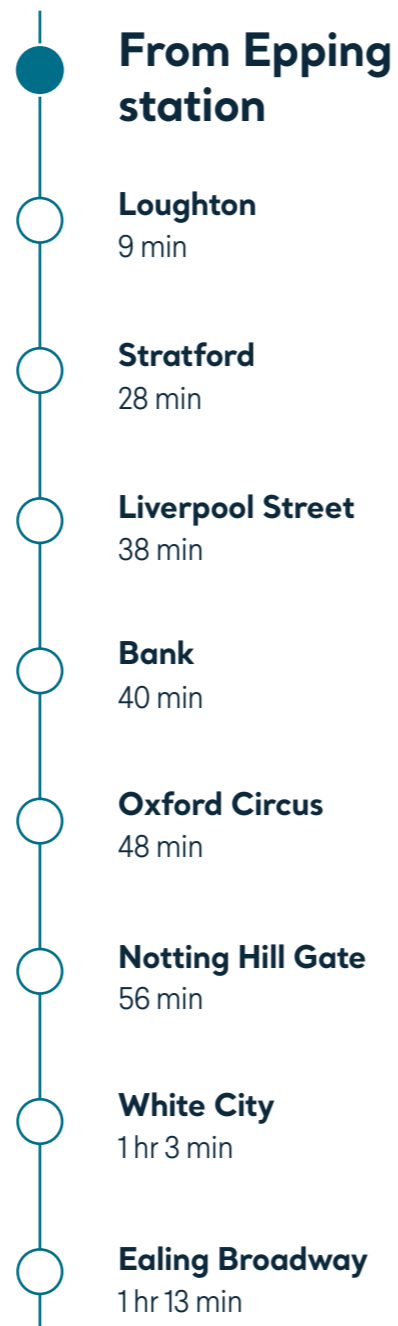 From Epping
station
Loughton
9 min
Stratford
28 min
Liverpool Street
38 min
Bank
40 min
Oxford Circus
48 min
Notting Hill Gate
56 min
White City
1 hr 3 min
Ealing Broadway
1 hr 13 min